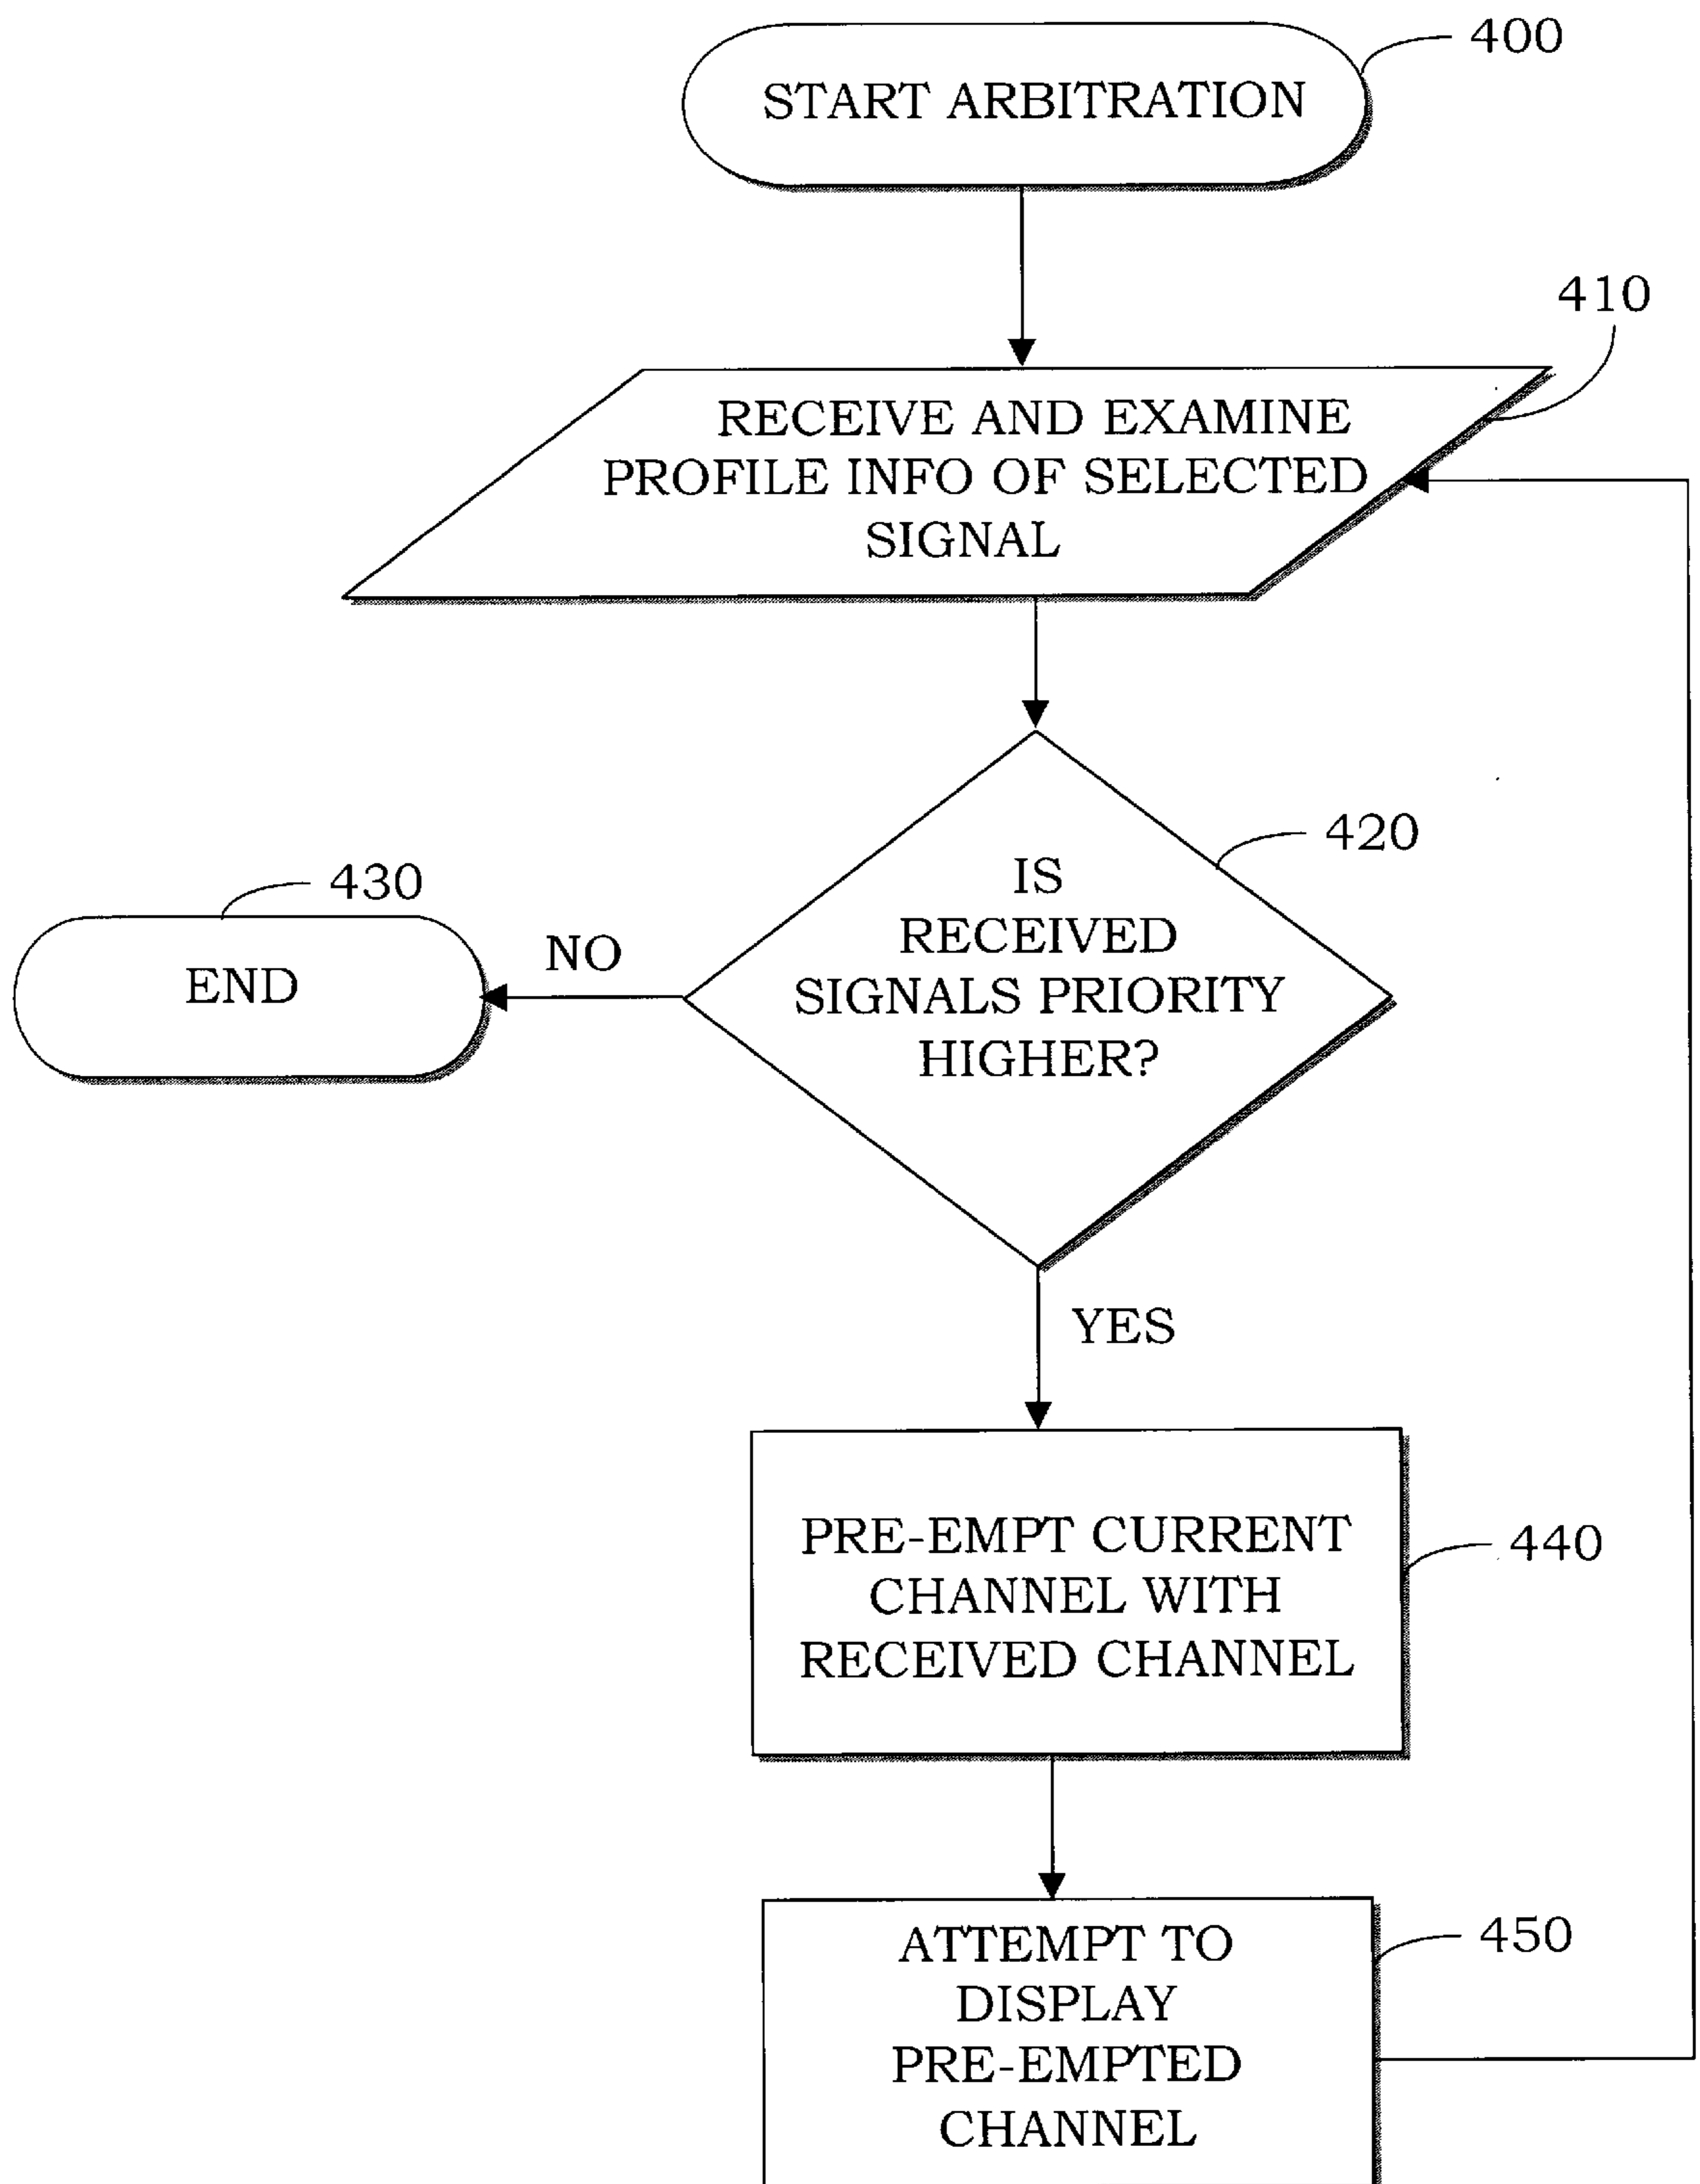 START ARBITRATION
400
410
RECEIVE AND EXAMINE
PROFILE INFO OF SELECTED
SIGNAL
420
IS
RECEIVED
SIGNALS PRIORITY
HIGHER?
430
END
NO
YES
PRE-EMPT CURRENT
CHANNEL WITH
RECEIVED CHANNEL
440
ATTEMPT TO
DISPLAY
PRE-EMPTED
CHANNEL
450